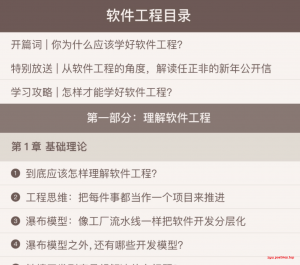 软件工程目录
开篇词 | 你为什么应该学好软件工程?
特别放送 | 从软件工程的角度，解读任正非的新年公开信
学习攻略 | 怎样才能学好软件工程?
第一部分：理解软件工程
第1章 基础理论
1 到底应该怎样理解软件工程?
2 工程思维：把每件事都当作一个项目来推进
3 瀑布模型：像工厂流水线一样把软件开发分层化
4 瀑布模型之外，还有哪些开发模型?